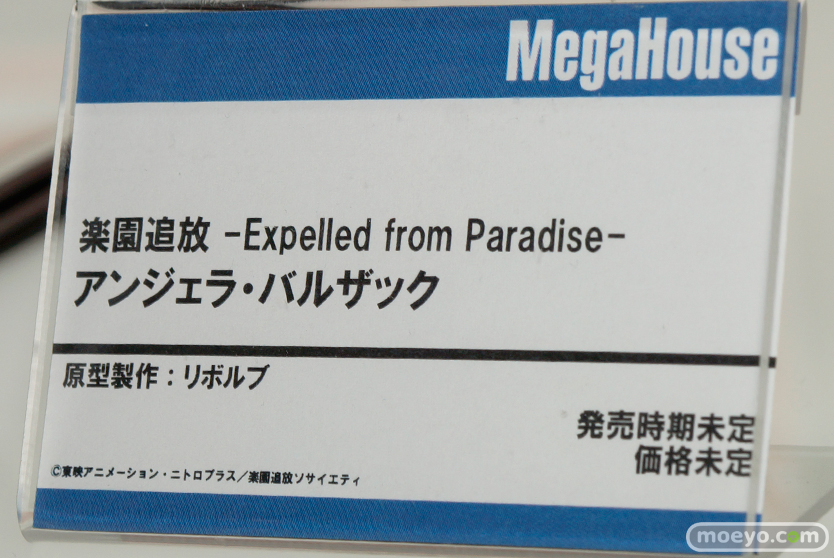 MegaHouse
楽園追放 -Expelled from Paradise-
アンジェラ・バルザック
原型製作：リボルブ
発売時期未定
価格未定
©東映アニメーション・ニトロプラス／楽園追放ソサイエティ
moeyo.com